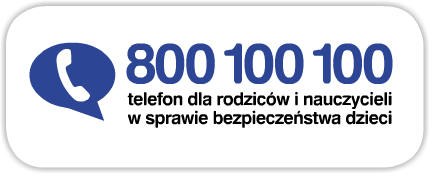 800 100 100
telefon dla rodziców i nauczycieli
w sprawie bezpieczeństwa dzieci